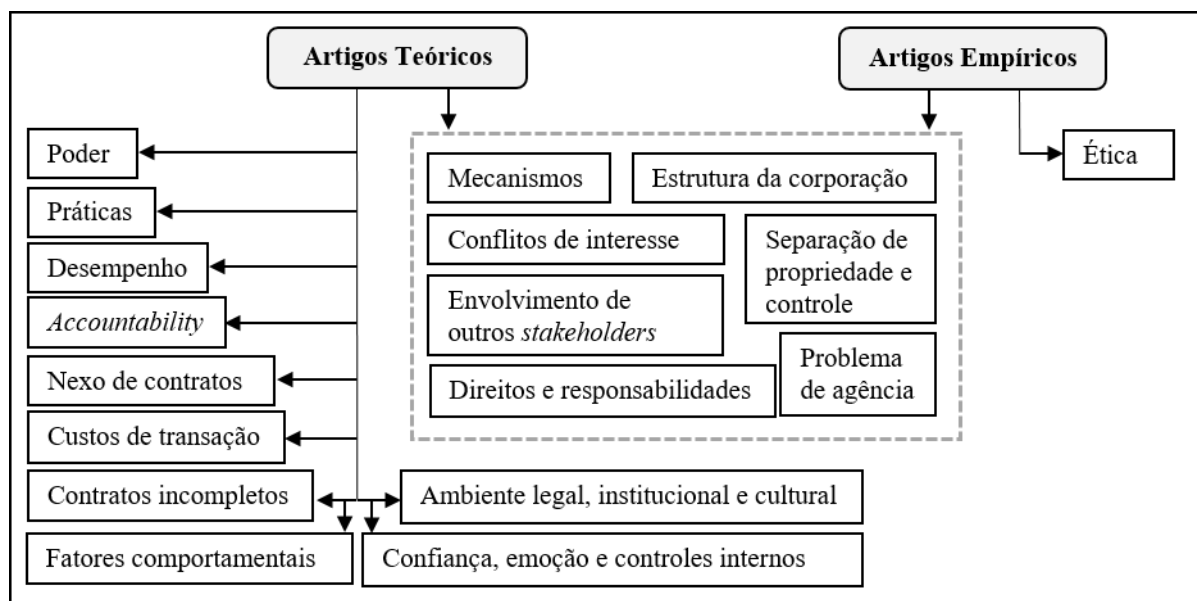 Artigos Teóricos
Artigos Empíricos
Poder
Práticas
Desempenho
Accountability
Nexo de contratos
Custos de transação
Contratos incompletos
Fatores comportamentais
Mecanismos
Estrutura da corporação
Conflitos de interesse
Separação de
propriedade e
controle
Envolvimento de
outros stakeholders
Problema
de agência
Direitos e responsabilidades
Ambiente legal, institucional e cultural
Confiança, emoção e controles internos
Ética